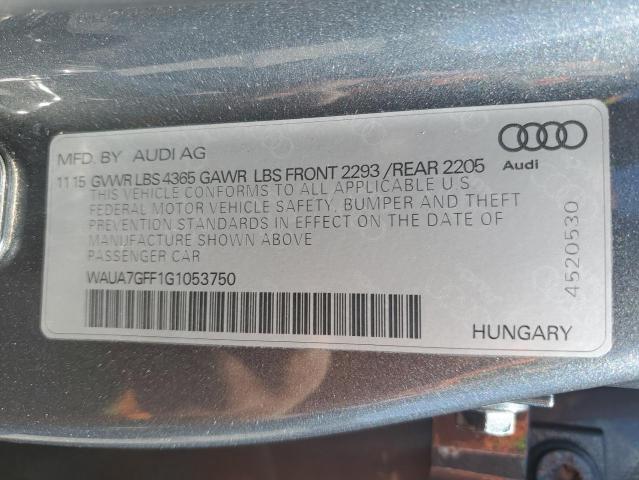 MFD. BY AUDI AG
11 15 GVWR LBS 4365 GAWR LBS FRONT 2293 /REAR 2205
THIS VEHICLE CONFORMS TO ALL APPLICABLE U.S
FEDERAL MOTOR VEHICLE SAFETY, BUMPER AND THEFT
PREVENTION STANDARDS IN EFFECT ON THE DATE OF
MANUFACTURE SHOWN ABOVE
PASSENGER CAR
WAUA7GFF1G1053750
Audi
4520530
HUNGARY